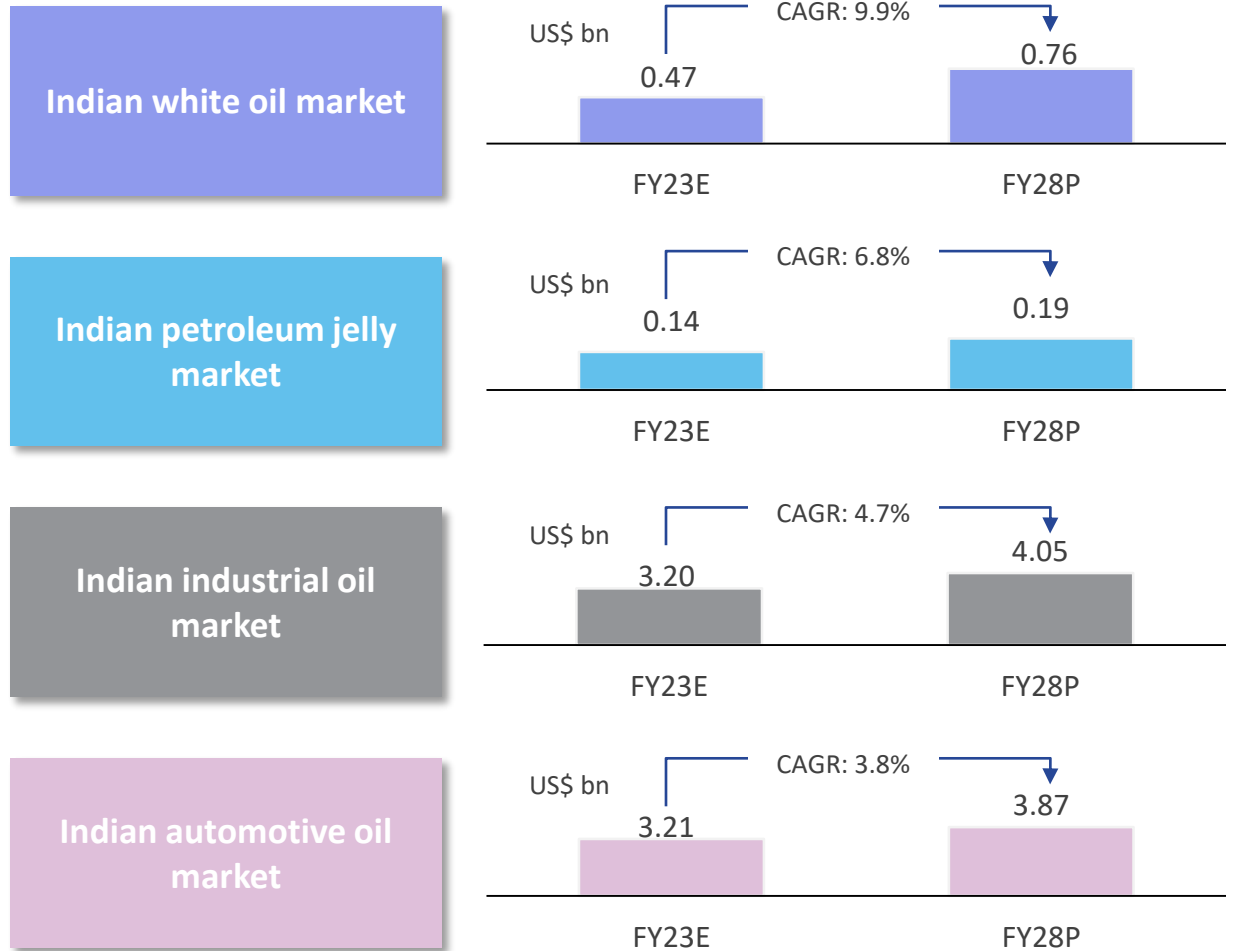 Indian white oil market
US$ bn
CAGR: 9.9%
0.47
0.76
FY23E
FY28P
Indian petroleum jelly
market
US$ bn
CAGR: 6.8%
0.14
0.19
FY23E
FY28P
Indian industrial oil
market
US$ bn
CAGR: 4.7%
3.20
4.05
FY23E
FY28P
Indian automotive oil
market
US$ bn
CAGR: 3.8%
3.21
3.87
FY23E
FY28P